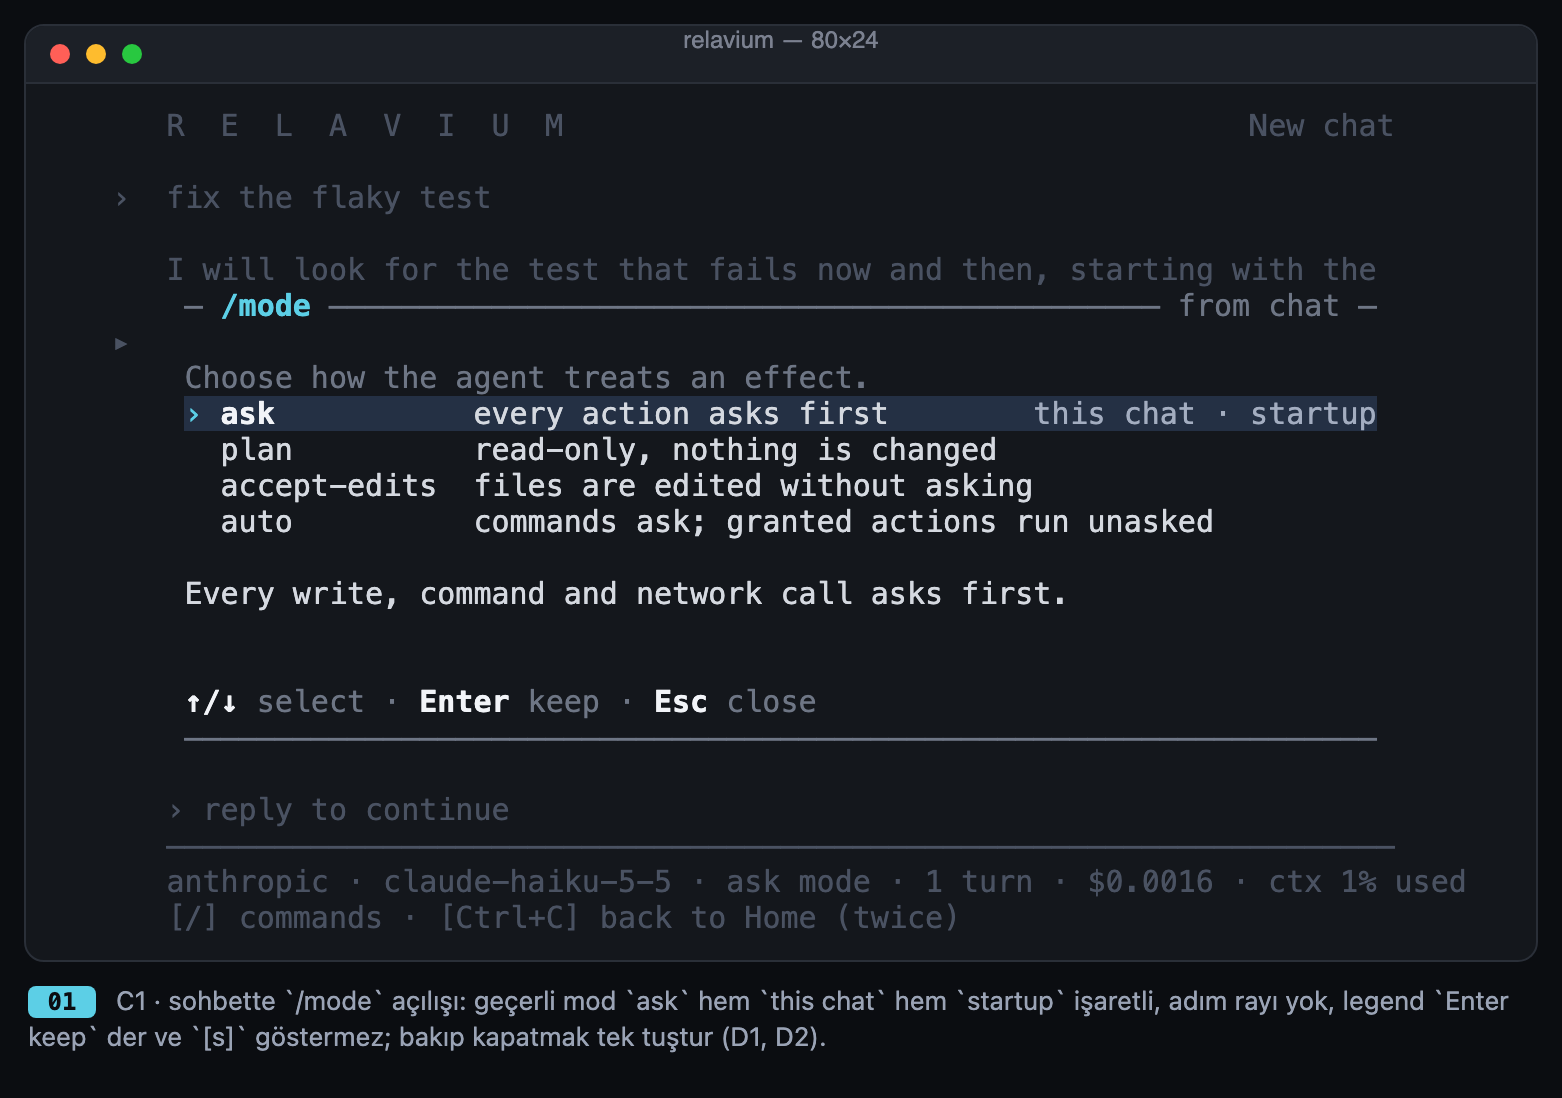 relavium — 80×24
R E L A V I U M New chat
› fix the flaky test
I will look for the test that fails now and then, starting with the
— /mode ———————————————— from chat —
▸
Choose how the agent treats an effect.
› ask every action asks first this chat · startup
plan read-only, nothing is changed
accept-edits files are edited without asking
auto commands ask; granted actions run unasked
Every write, command and network call asks first.
↑/↓ select · Enter keep · Esc close
› reply to continue
anthropic · claude-haiku-5-5 · ask mode · 1 turn · $0.0016 · ctx 1% used
[/] commands · [Ctrl+C] back to Home (twice)
01 C1 · sohbette `/mode` açılışı: geçerli mod `ask` hem `this chat` hem `startup` işaretli, adım rayı yok, legend `Enter
keep` der ve `[s]` göstermez; bakıp kapatmak tek tuştur (D1, D2).